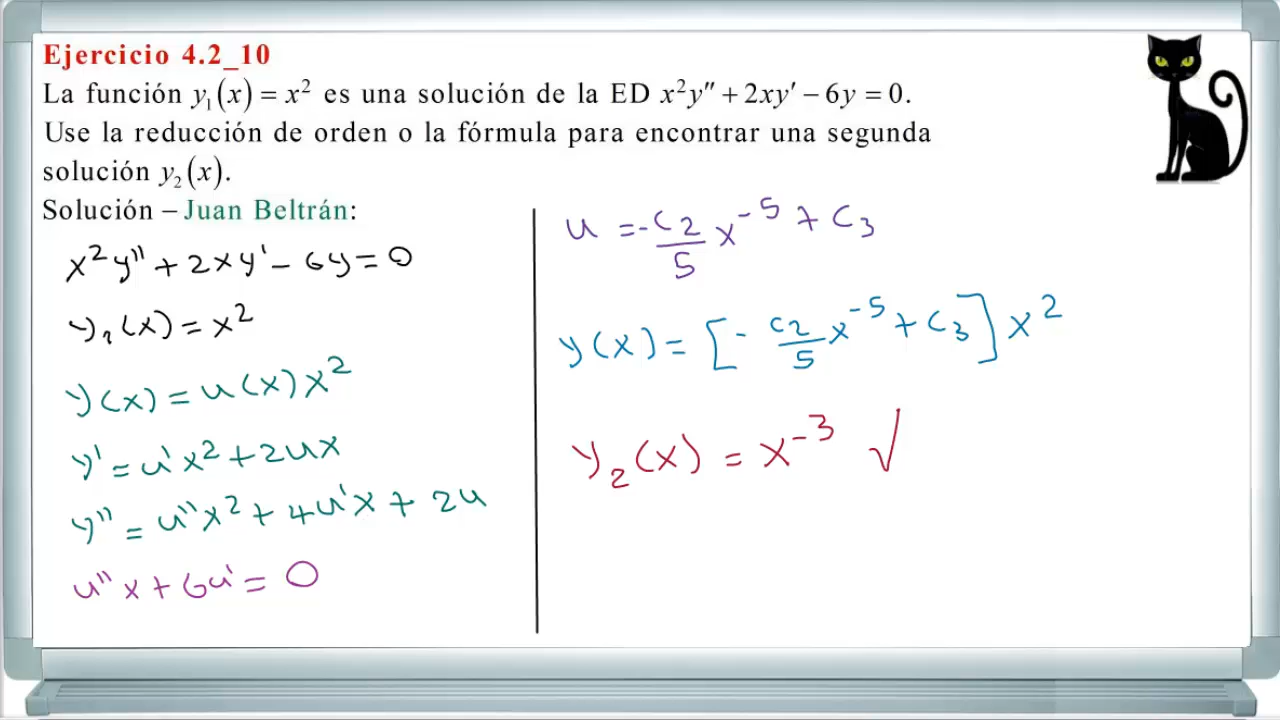 Ejercicio 4.2_10
La función y₁(x) = x² es una solución de la ED x²y″ + 2xy′ − 6y = 0.
Use la reducción de orden o la fórmula para encontrar una segunda
solución y₂(x).
Solución – Juan Beltrán:
x²y″ + 2xy′ − 6y = 0
y₁(x) = x²
y(x) = u(x)x²
y′ = u′x² + 2ux
y″ = u″x² + 4u′x + 2u
u″x + 6u′ = 0
u = -C₂/5 x⁻⁵ + C₃
y(x) = [- C₂/5 x⁻⁵ + C₃] x²
y₂(x) = x⁻³ √